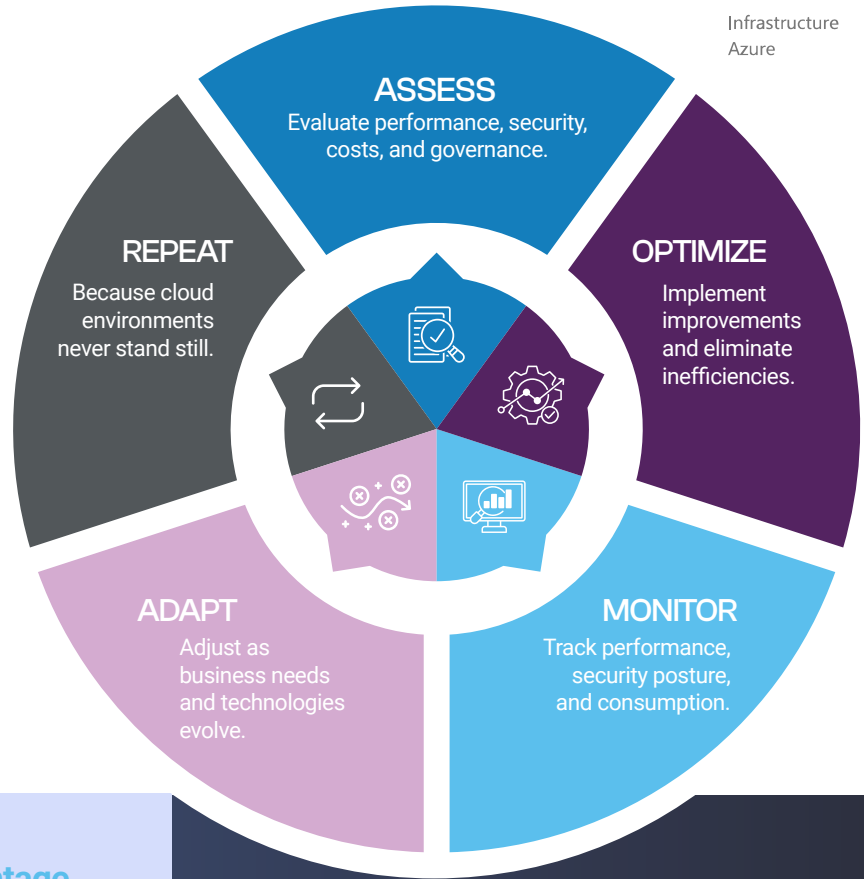 Infrastructure
Azure
ASSESS
Evaluate performance, security,
costs, and governance.
OPTIMIZE
Implement
improvements
and eliminate
inefficiencies.
MONITOR
Track performance,
security posture,
and consumption.
ADAPT
Adjust as
business needs
and technologies
evolve.
REPEAT
Because cloud
environments
never stand still.